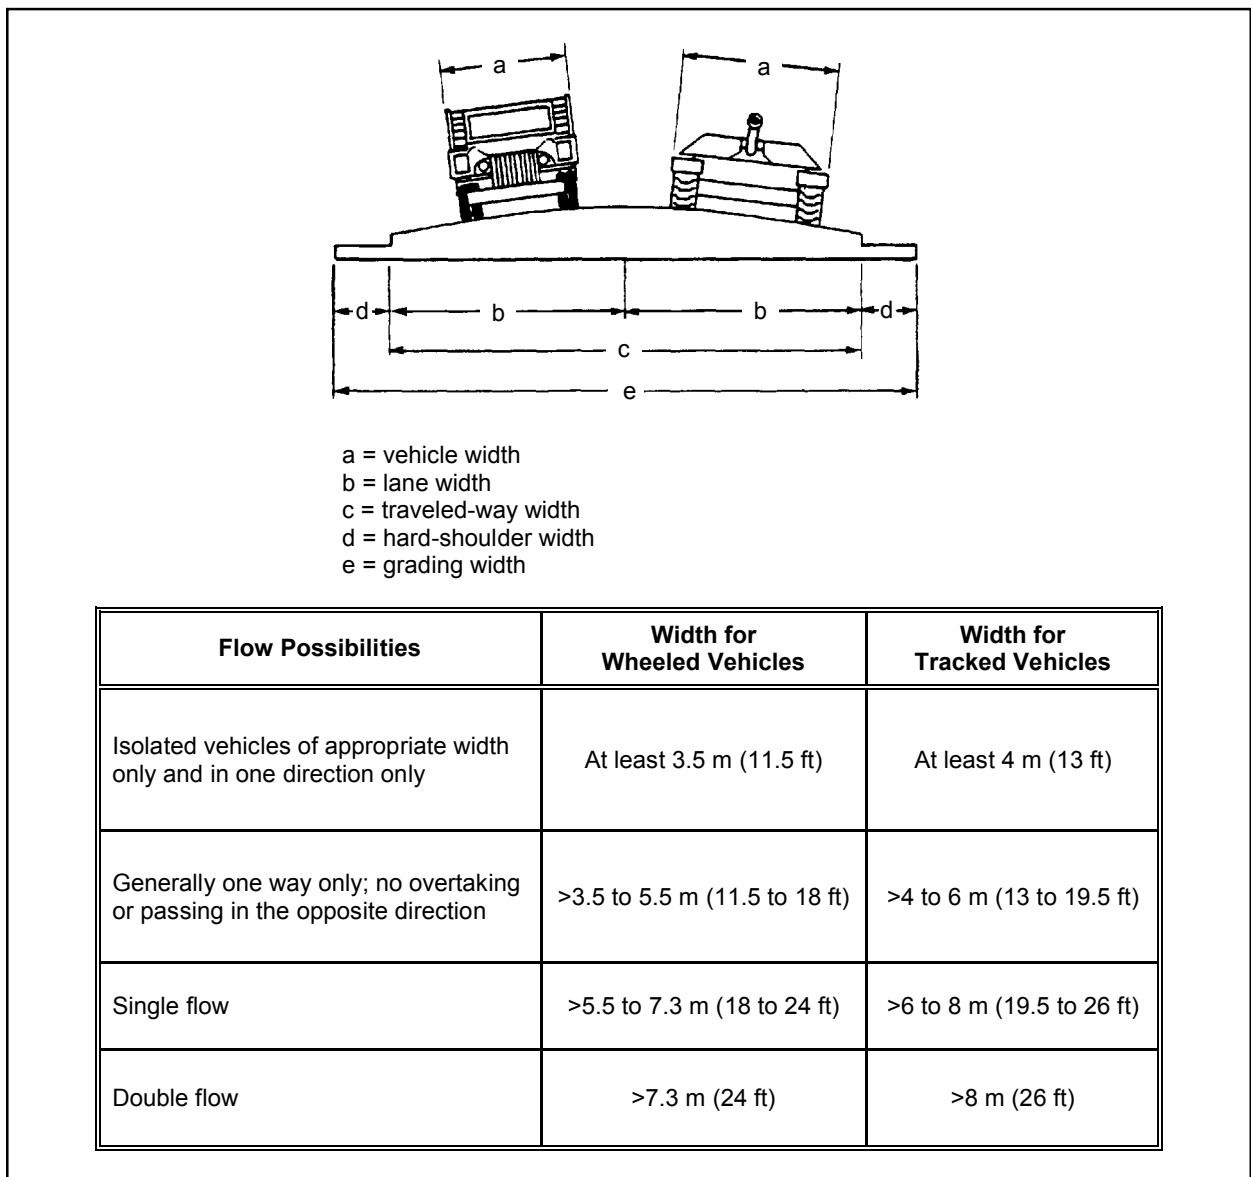 a
a
d
b
b
d
c
e
a = vehicle width
b = lane width
c = traveled-way width
d = hard-shoulder width
e = grading width
Flow Possibilities
Width for
Wheeled Vehicles
Width for
Tracked Vehicles
Isolated vehicles of appropriate width
only and in one direction only
At least 3.5 m (11.5 ft)
At least 4 m (13 ft)
Generally one way only; no overtaking
or passing in the opposite direction
>3.5 to 5.5 m (11.5 to 18 ft)
>4 to 6 m (13 to 19.5 ft)
Single flow
>5.5 to 7.3 m (18 to 24 ft)
>6 to 8 m (19.5 to 26 ft)
Double flow
>7.3 m (24 ft)
>8 m (26 ft)